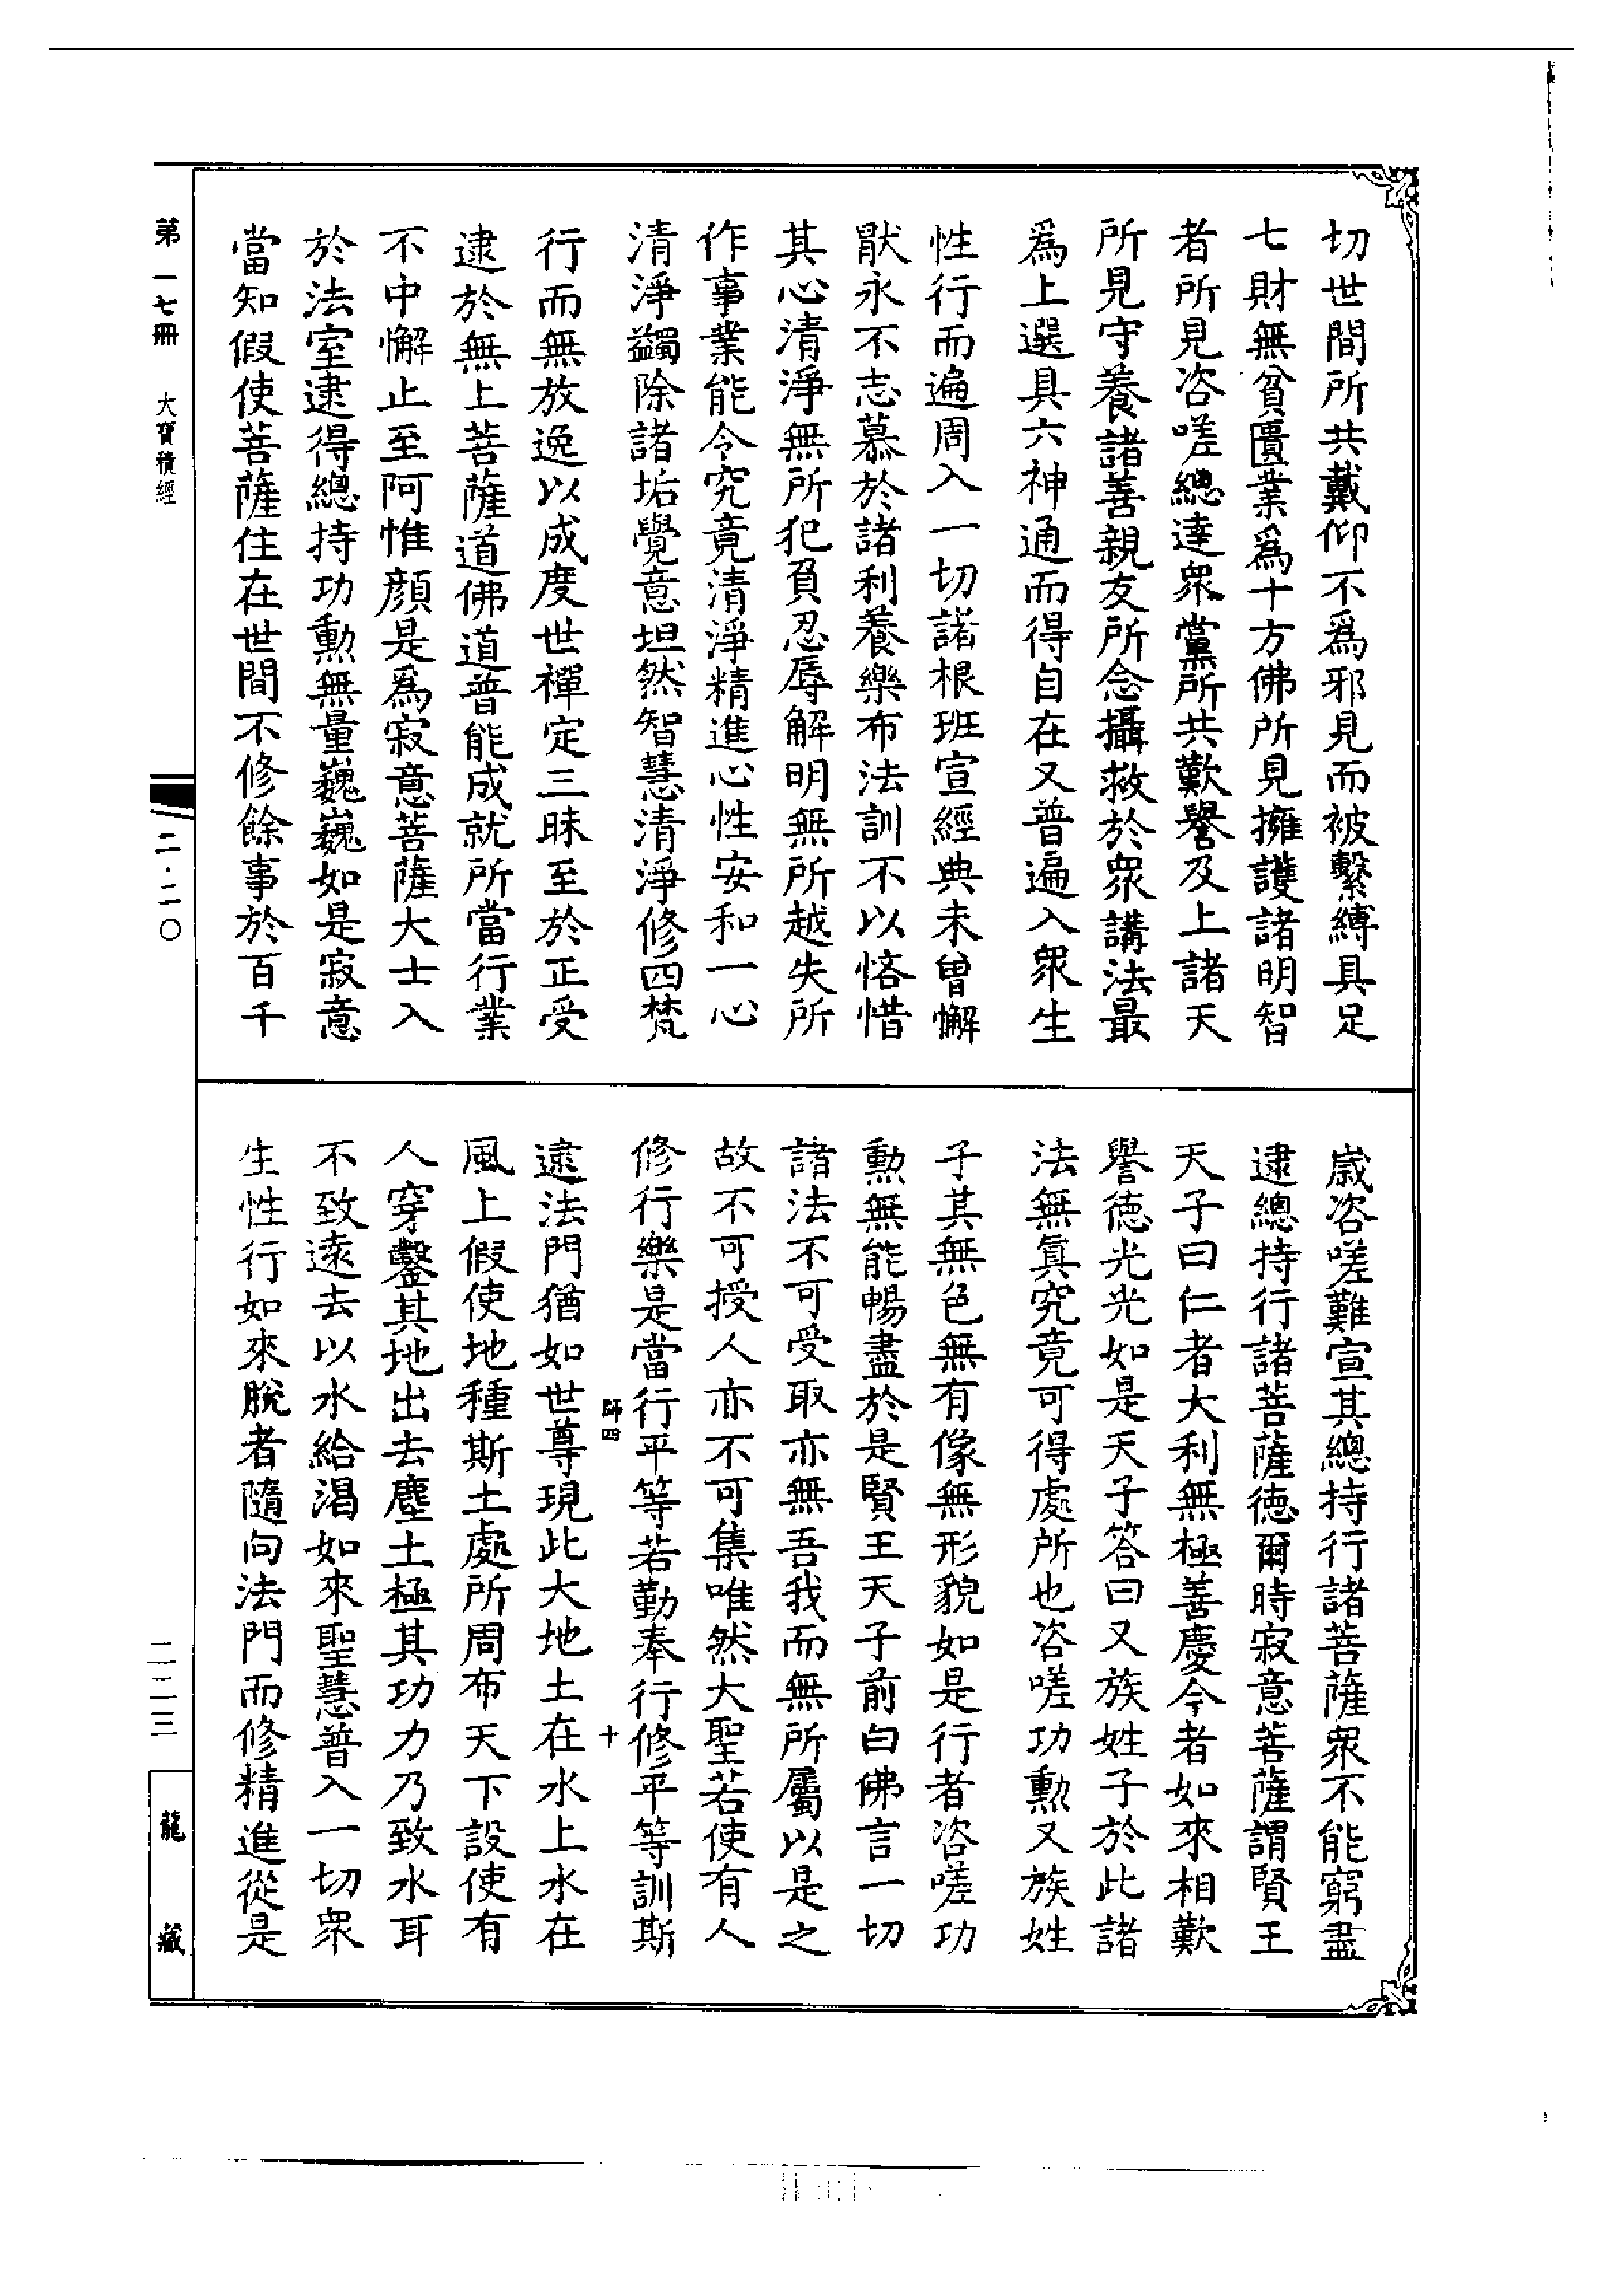 切世間所共戴仰不爲邪見而被繫縛具足
七財無貧匱業爲十方佛所見擁護諸明智
者所見咨嗟總達衆黨所共歎譽及上諸天
所見守養諸善親友所念攝救於衆講法最
爲上選具六神通而得自在又普遍入衆生
性行而遍周入一切諸根班宣經典未曾懈
猒永不志慕於諸利養樂布法訓不以悋惜
其心清淨無所犯負忍辱解明無所越失所
作事業能令究竟清淨精進心性安和一心
清淨蠲除諸垢覺意坦然智慧清淨修四梵
行而無放逸以成度世禪定三昧至於正受
逮於無上菩薩道佛道普能成就所當行業
不中懈止至阿惟顏是爲寂意菩薩大士入
於法室逮得總持功勳無量巍巍如是寂意
當知假使菩薩住在世間不修餘事於百千
歲咨嗟難宣其總持行諸菩薩衆不能窮盡
逮總持行諸菩薩德爾時寂意菩薩謂賢王
天子曰仁者大利無極善慶今者如來相歎
譽德光光如是天子答曰又族姓子於此諸
法無眞究竟可得處所也咨嗟功勳又族姓
子其無色無有像無形貌如是行者咨嗟功
勳無能暢盡於是賢王天子前白佛言一切
諸法不可受取亦無吾我而無所屬以是之
故不可授人亦不可集唯然大聖若使有人
修行樂是當行平等若勤奉行修平等訓斯
師四 十
逮法門猶如世尊現此大地土在水上水在
風上假使地種斯土處所周布天下設使有
人穿鑿其地出去塵土極其功力乃致水耳
不致遠去以水給渴如來聖慧普入一切衆
生性行如來脫者隨向法門而修精進從是
第一七冊 大寶積經
二·二〇
二二三
龍藏